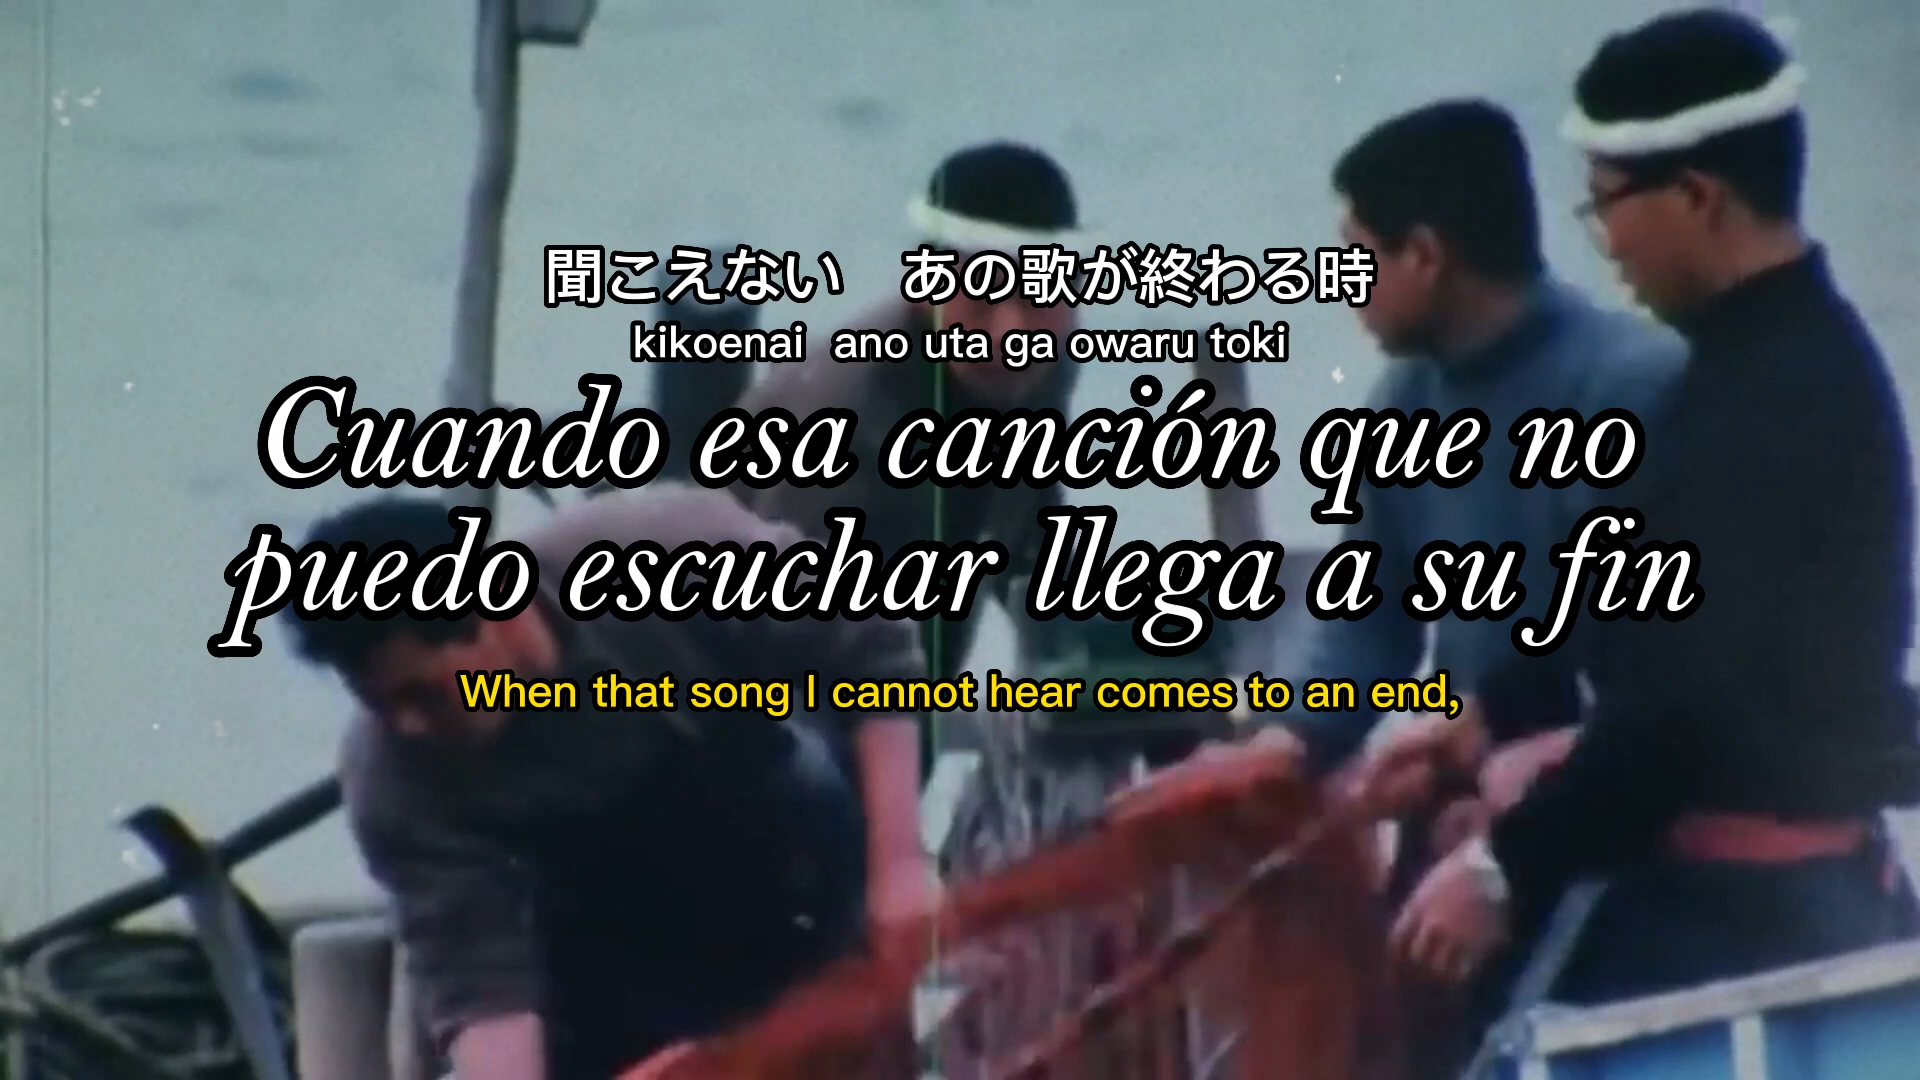 聞こえない　あの歌が終わる時
kikoenai  ano uta ga owaru toki
Cuando esa canción que no
puedo escuchar llega a su fin
When that song I cannot hear comes to an end,